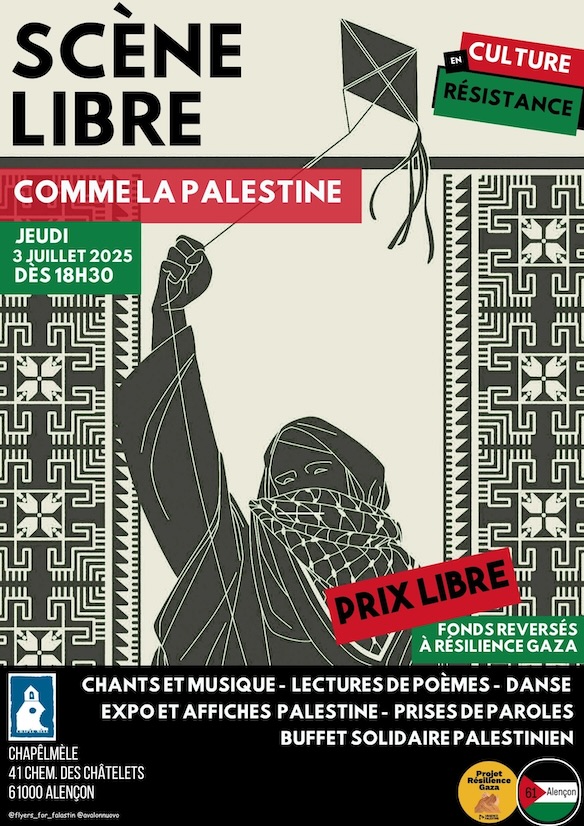 SCÈNE
LIBRE
EN CULTURE
RÉSISTANCE
COMME LA PALESTINE
JEUDI
3 JUILLET 2025
DÈS 18H30
PRIX LIBRE
FONDS REVERSÉS
À RÉSILIENCE GAZA
CHANTS ET MUSIQUE - LECTURES DE POÈMES - DANSE
EXPO ET AFFICHES PALESTINE - PRISES DE PAROLES
BUFFET SOLIDAIRE PALESTINIEN
CHAPÊLMÊLE
41 CHEM. DES CHÂTELETS
61000 ALENÇON
@flyers_for_falastin @avalonnuovo
Projet
Résilience
Gaza
61 Alençon